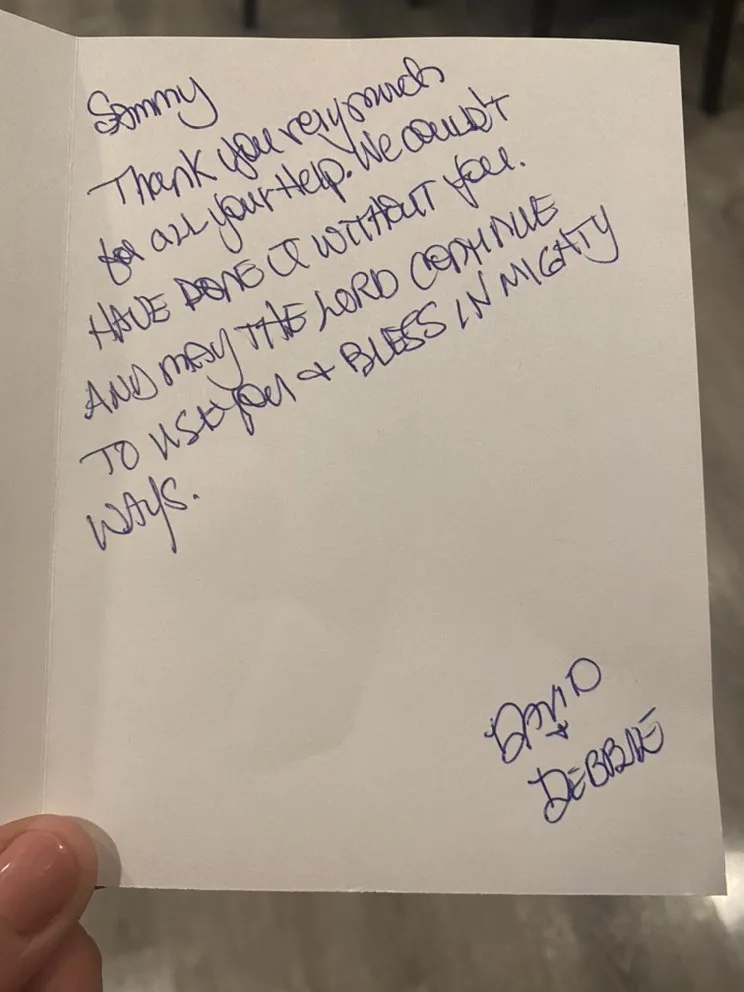 Sammy
Thank you very much
for all your Help. We couldn't
HAVE DONE IT WITHOUT you.
AND MAY THE LORD CONTINUE
TO USE you + BLESS IN MIGHTY
WAYS.
DAVID
+
DEBBIE